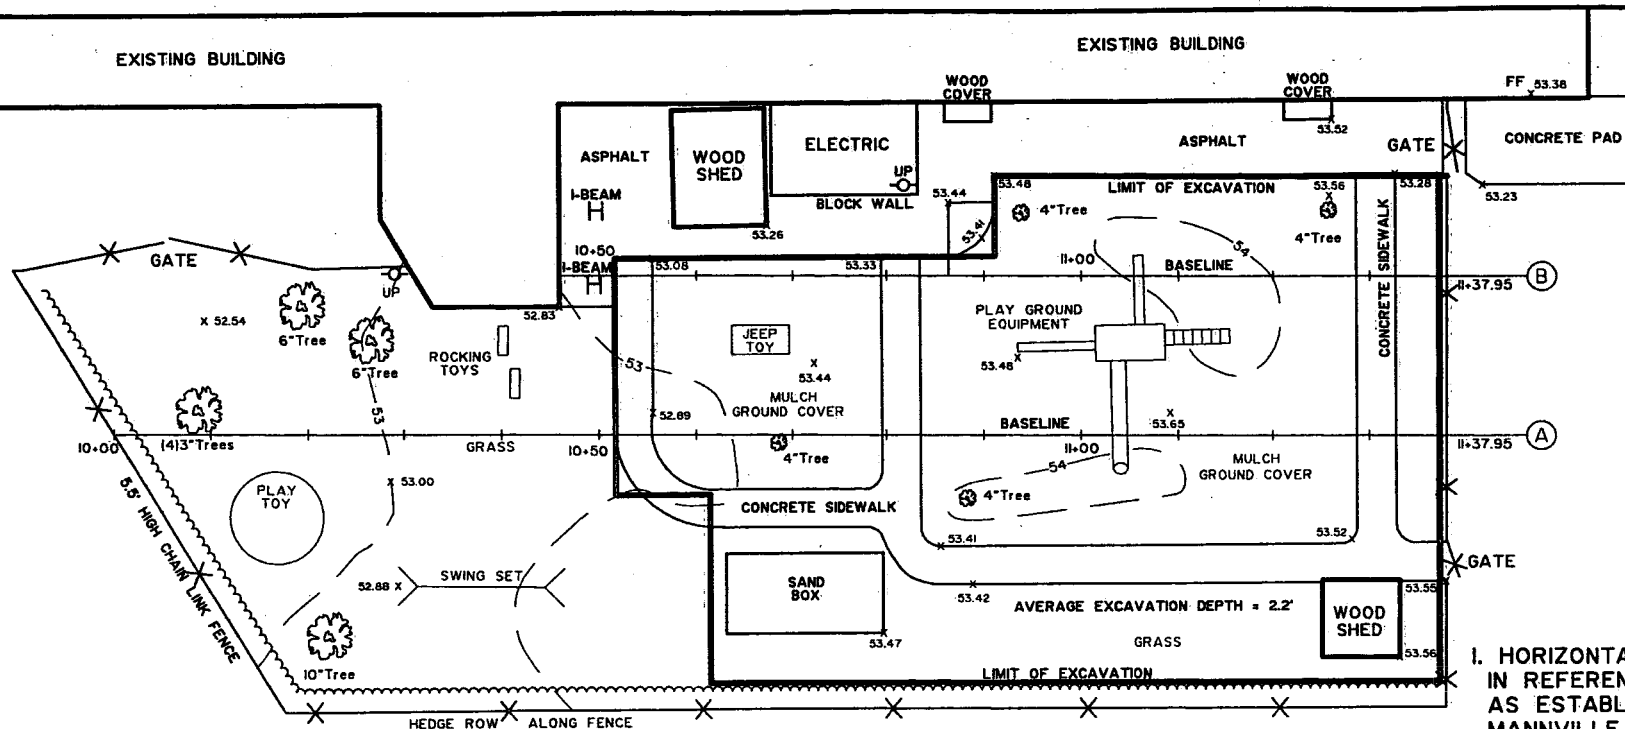 EXISTING BUILDING
EXISTING BUILDING
WOOD
COVER
WOOD
COVER
FF 53.38
53.52
ASPHALT
WOOD
SHED
ELECTRIC
UP
BLOCK WALL
ASPHALT
GATE
CONCRETE PAD
53.23
I-BEAM
H
10+50
I-BEAM
H
53.26
53.44
53.41
53.48
LIMIT OF EXCAVATION
53.56
53.28
4"Tree
4"Tree
CONCRETE SIDEWALK
GATE
UP
53.08
53.33
11+00
BASELINE
54
11+37.95
B
52.54
6"Tree
6"Tree
52.83
ROCKING
TOYS
53
JEEP
TOY
53.44
PLAY GROUND
EQUIPMENT
53.48
53
MULCH
GROUND COVER
52.89
53.65
BASELINE
10+00
(4)3"Trees
GRASS
10+50
4"Tree
11+00
MULCH
GROUND COVER
11+37.95
A
54
4"Tree
PLAY
TOY
53.00
5.5' HIGH CHAIN LINK FENCE
CONCRETE SIDEWALK
53.41
53.52
GATE
52.88
SWING SET
SAND
BOX
53.42
AVERAGE EXCAVATION DEPTH = 2.2'
53.55
WOOD
SHED
53.47
GRASS
53.56
10"Tree
LIMIT OF EXCAVATION
HEDGE ROW ALONG FENCE
1. HORIZONTA
IN REFEREN
AS ESTABL
MANNVILLE